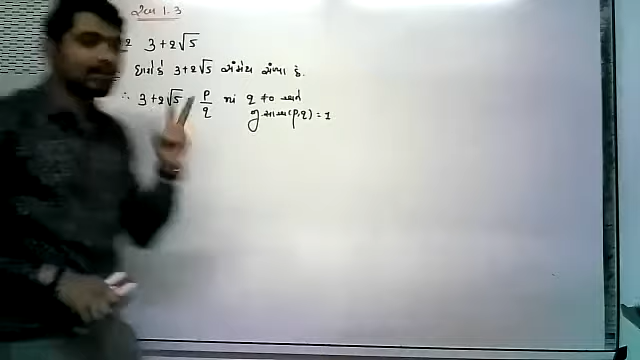 સ્વા 1.3
2 3+2√5
ધારો કે 3+2√5 સંમેય સંખ્યા છે.
∴ 3+2√5 p/q માં q ≠ 0 અને
ગુ.સા.અ.(p,q) = 1